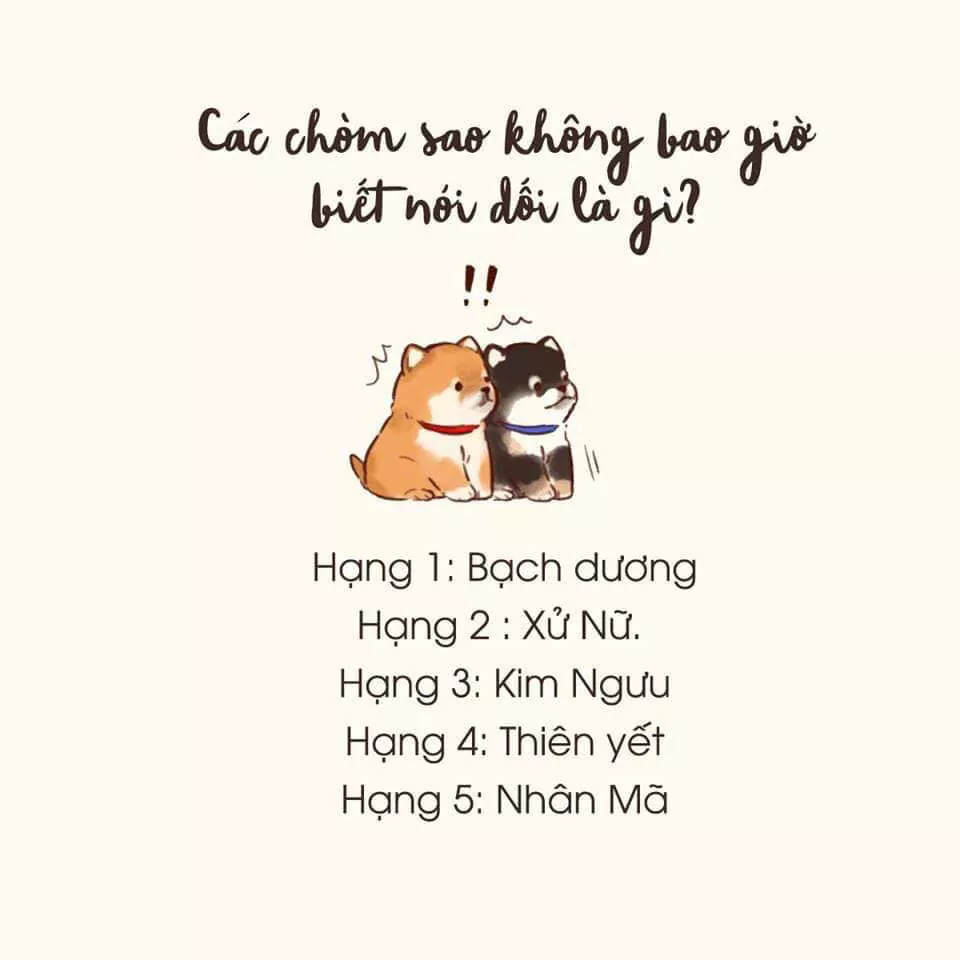 Các chòm sao không bao giờ
biết nói dối là gì?
!!
Hạng 1: Bạch dương
Hạng 2 : Xử Nữ.
Hạng 3: Kim Ngưu
Hạng 4: Thiên yết
Hạng 5: Nhân Mã